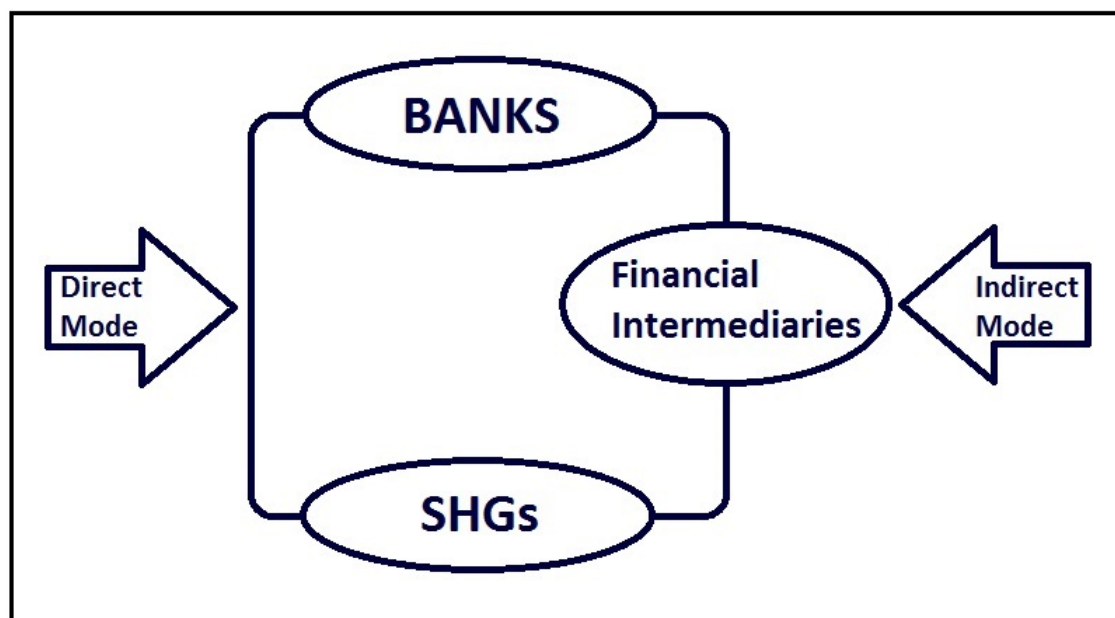 BANKS
Direct
Mode
Financial
Intermediaries
Indirect
Mode
SHGs